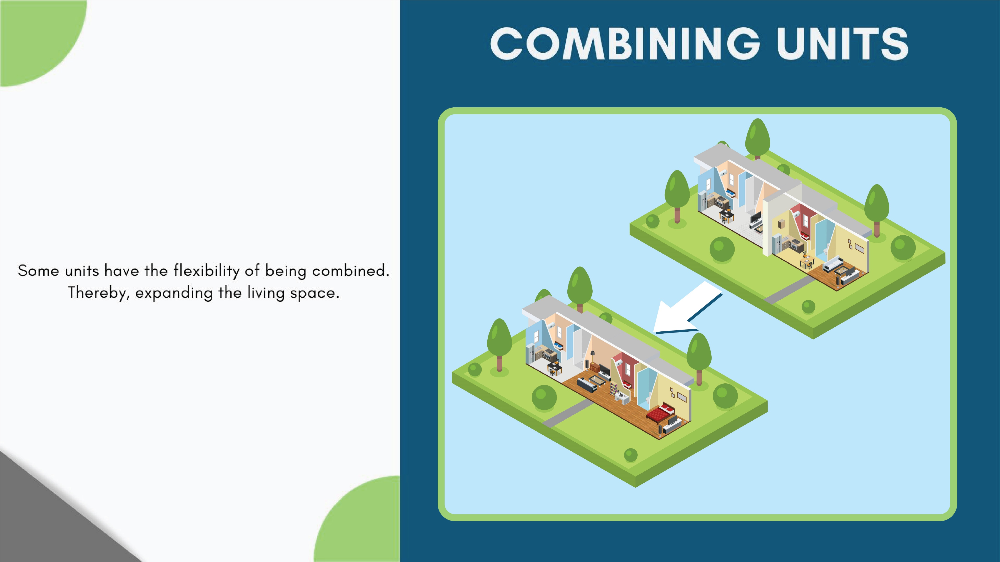 COMBINING UNITS
Some units have the flexibility of being combined.
Thereby, expanding the living space.